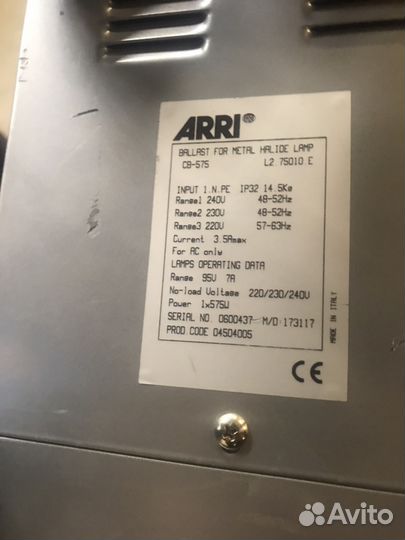 ARRI®
BALLAST FOR METAL HALIDE LAMP
CB-575 L2 75010 E
INPUT 1.N.PE IP32 14.5Kg
Range1 240V 48-52Hz
Range2 230V 48-52Hz
Range3 220V 57-63Hz
Current 3.5Amax
For AC only
LAMPS OPERATING DATA
Range 95V 7A
No-load Voltage 220/230/240V
Power 1x575W
SERIAL NO. 0600437 M/D:173117
PROD CODE 04504005
MADE IN ITALY
CE
Avito